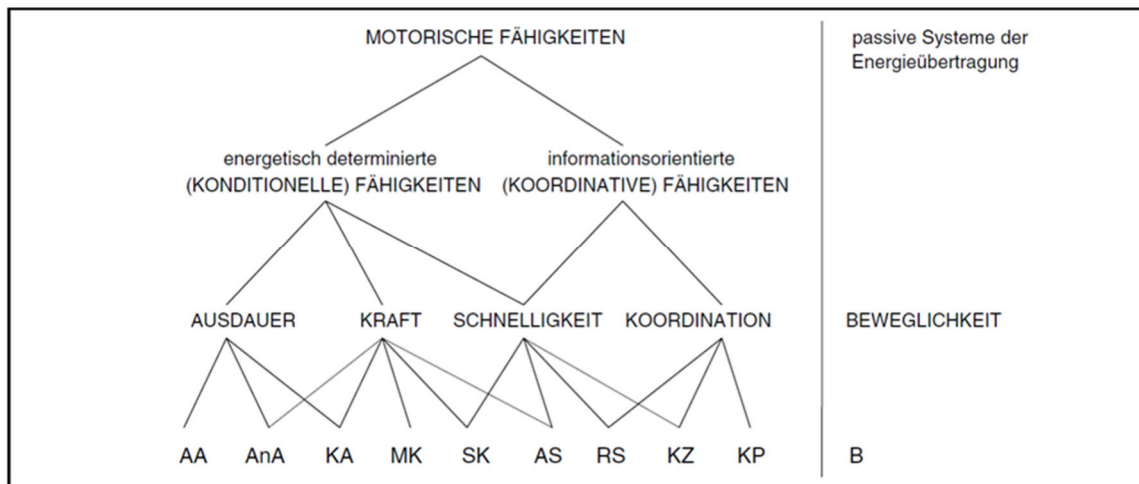 MOTORISCHE FÄHIGKEITEN
passive Systeme der
Energieübertragung
energetisch determinierte
(KONDITIONELLE) FÄHIGKEITEN
informationsorientierte
(KOORDINATIVE) FÄHIGKEITEN
AUSDAUER KRAFT SCHNELLIGKEIT KOORDINATION BEWEGLICHKEIT
AA AnA KA MK SK AS RS KZ KP B